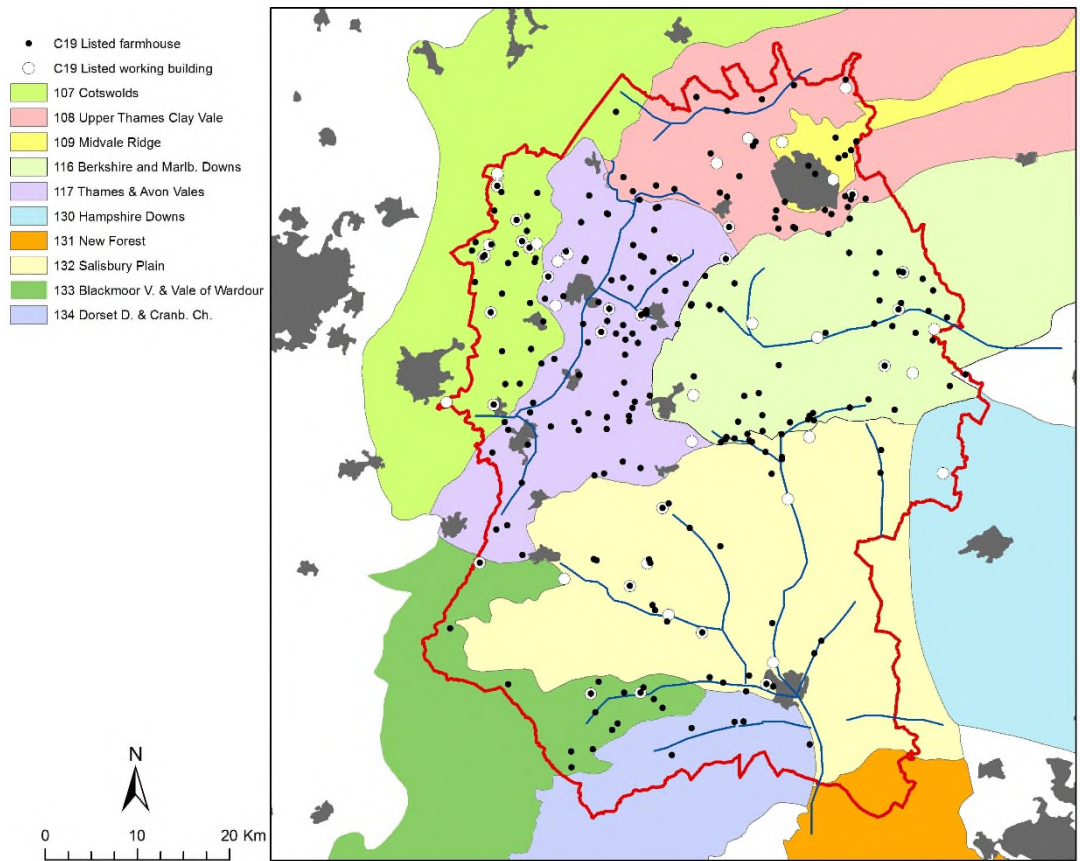 C19 Listed farmhouse
C19 Listed working building
107 Cotswolds
108 Upper Thames Clay Vale
109 Midvale Ridge
116 Berkshire and Marlb. Downs
117 Thames & Avon Vales
130 Hampshire Downs
131 New Forest
132 Salisbury Plain
133 Blackmoor V. & Vale of Wardour
134 Dorset D. & Cranb. Ch.
N
0 10 20 Km